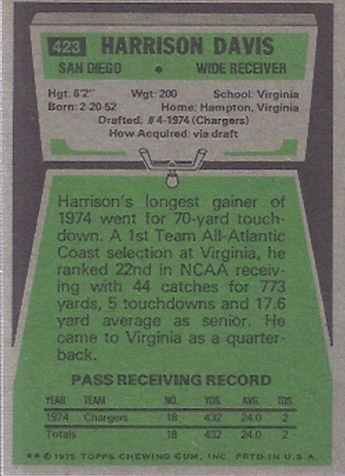 423 HARRISON DAVIS
SAN DIEGO • WIDE RECEIVER
Hgt: 6'2" Wgt: 200 School: Virginia
Born: 2-20-52 Home: Hampton, Virginia
Drafted: #4-1974 (Chargers)
How Acquired: via draft
Harrison's longest gainer of
1974 went for 70-yard touch-
down. A 1st Team All-Atlantic
Coast selection at Virginia, he
ranked 22nd in NCAA receiv-
ing with 44 catches for 773
yards, 5 touchdowns and 17.6
yard average as senior. He
came to Virginia as a quarter-
back.
PASS RECEIVING RECORD
YEAR TEAM NO. YDS. AVG. TDS.
1974 Chargers 18 432 24.0 2
Totals 18 432 24.0 2
★★ © 1975 TOPPS CHEWING GUM, INC. PRTD IN U.S.A.